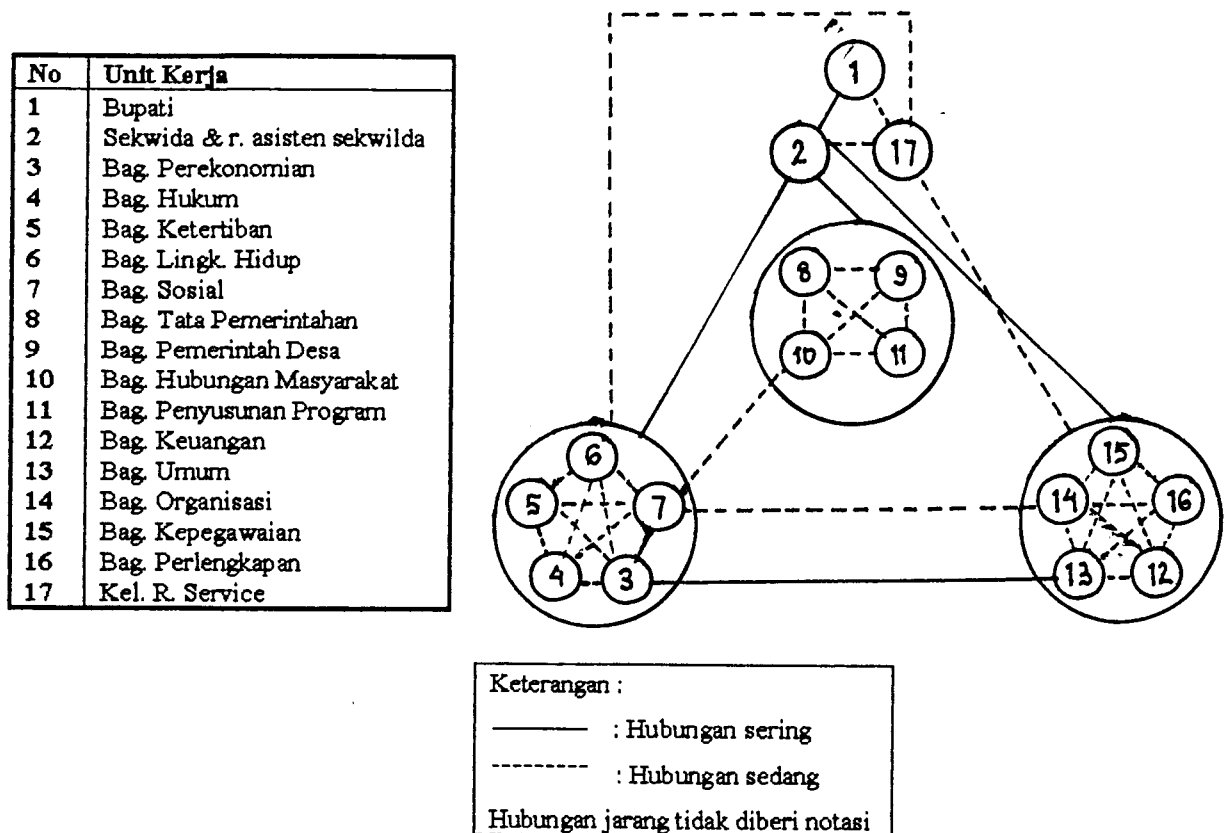 No Unit Kerja
1 Bupati
2 Sekwida & r. asisten sekwilda
3 Bag. Perekonomian
4 Bag. Hukum
5 Bag. Ketertiban
6 Bag. Lingk. Hidup
7 Bag. Sosial
8 Bag. Tata Pemerintahan
9 Bag. Pemerintah Desa
10 Bag. Hubungan Masyarakat
11 Bag. Penyusunan Program
12 Bag. Keuangan
13 Bag. Umum
14 Bag. Organisasi
15 Bag. Kepegawaian
16 Bag. Perlengkapan
17 Kel. R. Service
1
2 17
8 9
10 11
6
5 7
4 3
15
14 16
13 12
Keterangan :
: Hubungan sering
: Hubungan sedang
Hubungan jarang tidak diberi notasi